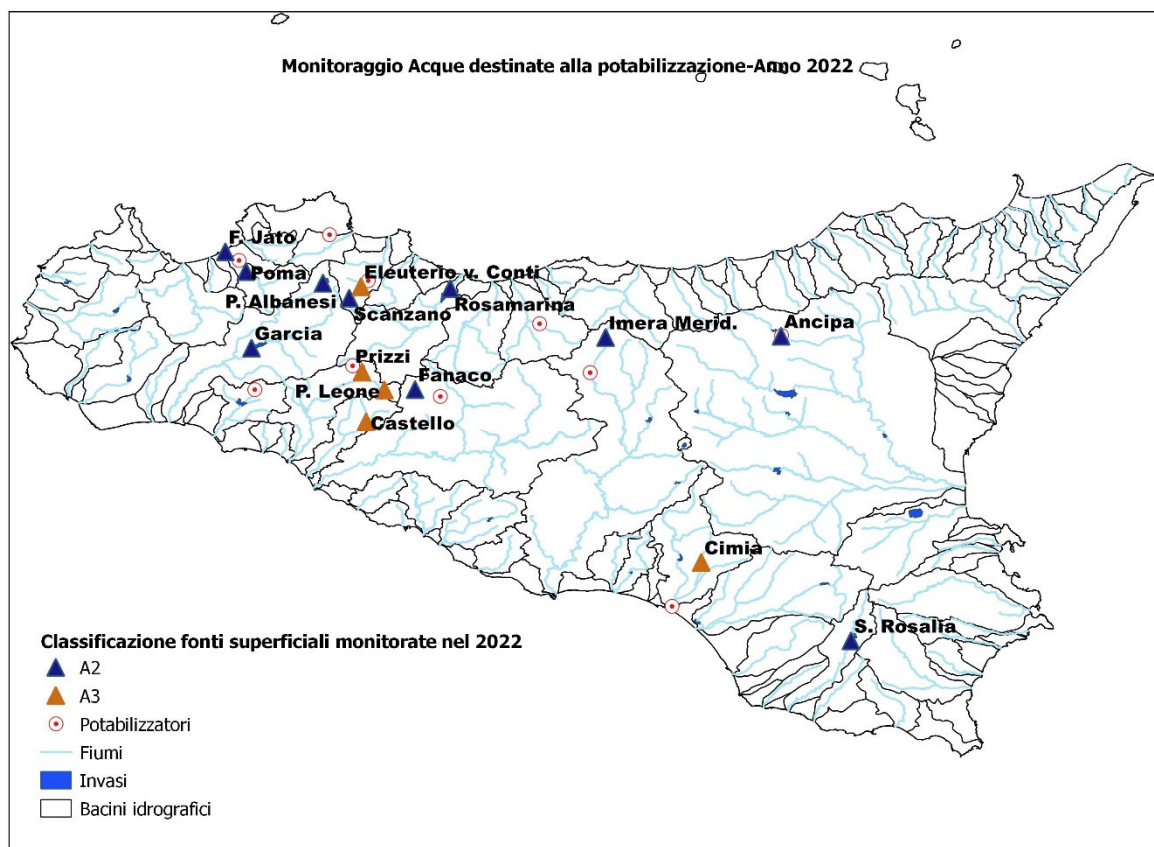 Monitoraggio Acque destinate alla potabilizzazione-Anno 2022
F. Jato
Poma
Eleuterio v. Conti
P. Albanesi
Scanzano
Rosamarina
Garcia
Imera Merid.
Ancipa
Prizzi
P. Leone
Fanaco
Castello
Cimia
S. Rosalia
Classificazione fonti superficiali monitorate nel 2022
A2
A3
Potabilizzatori
Fiumi
Invasi
Bacini idrografici